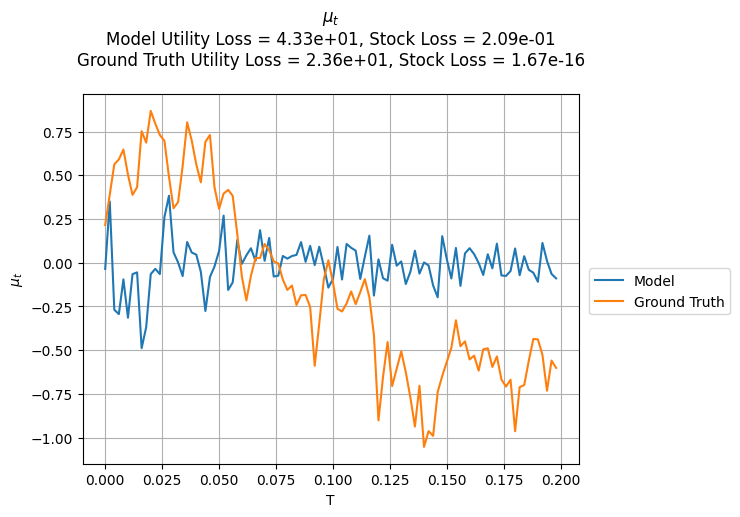 μt
Model Utility Loss = 4.33e+01, Stock Loss = 2.09e-01
Ground Truth Utility Loss = 2.36e+01, Stock Loss = 1.67e-16
0.75
0.50
0.25
0.00
−0.25
−0.50
−0.75
−1.00
μt
0.000 0.025 0.050 0.075 0.100 0.125 0.150 0.175 0.200
T
Model
Ground Truth